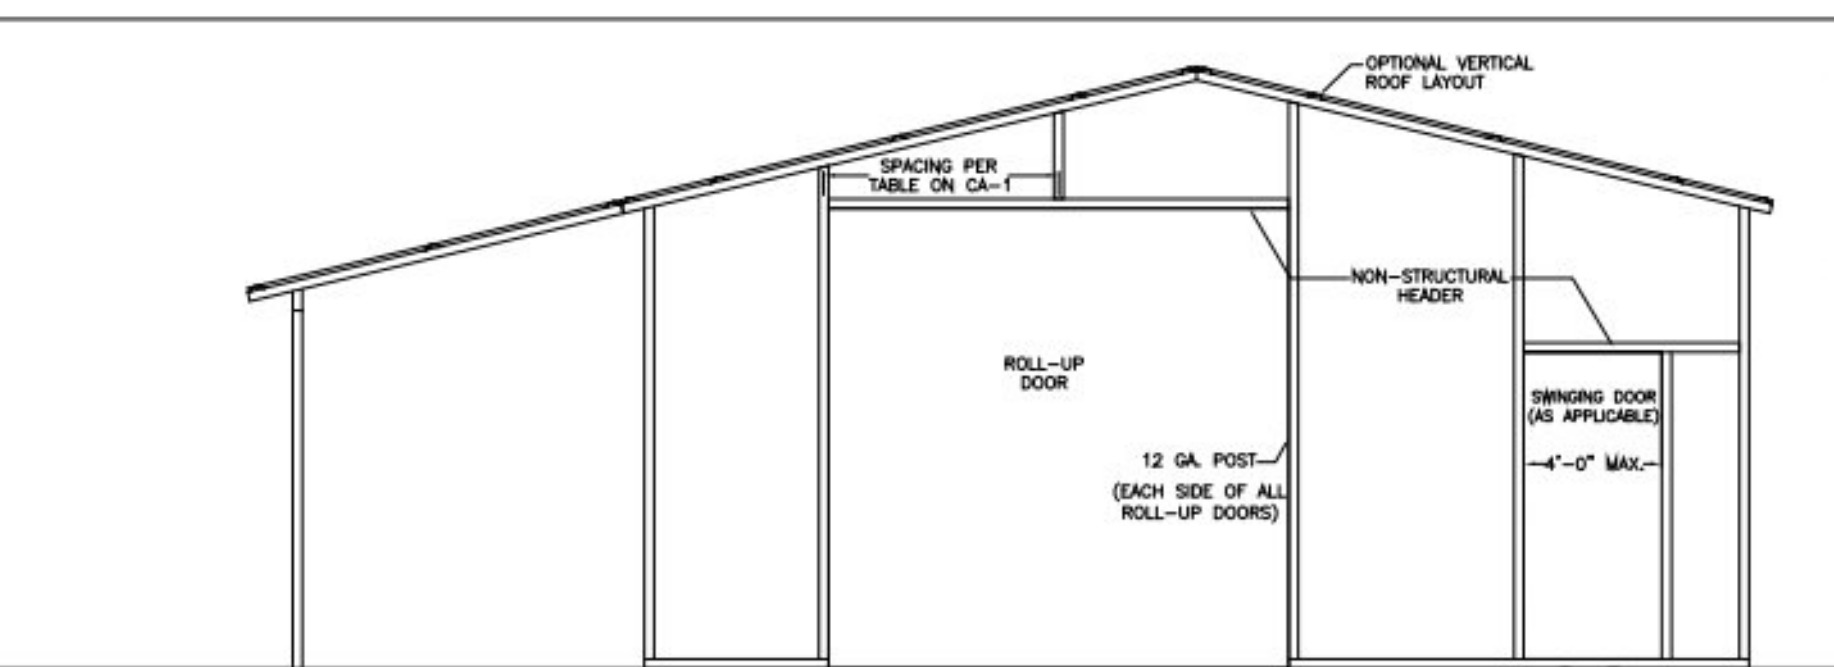 OPTIONAL VERTICAL
ROOF LAYOUT
SPACING PER
TABLE ON CA-1
NON-STRUCTURAL
HEADER
ROLL-UP
DOOR
SWINGING DOOR
(AS APPLICABLE)
12 GA. POST
(EACH SIDE OF ALL
ROLL-UP DOORS)
4'-0" MAX.